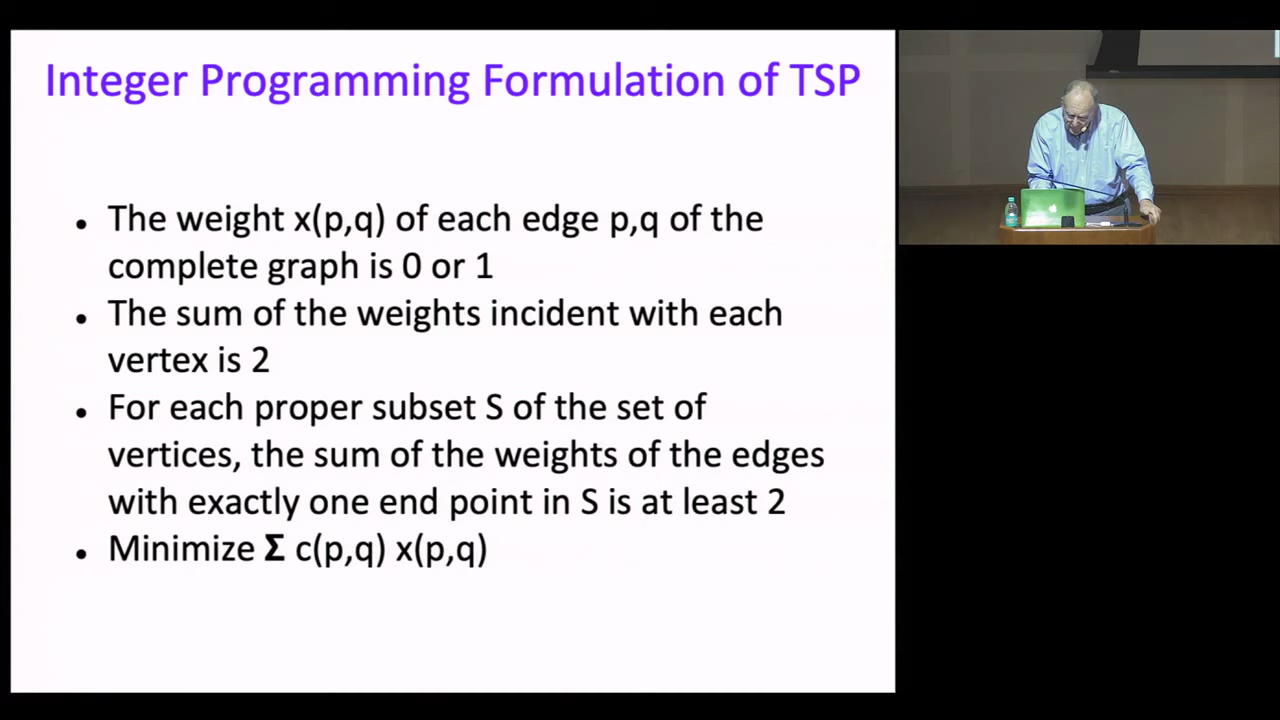 Integer Programming Formulation of TSP
• The weight x(p,q) of each edge p,q of the
complete graph is 0 or 1
• The sum of the weights incident with each
vertex is 2
• For each proper subset S of the set of
vertices, the sum of the weights of the edges
with exactly one end point in S is at least 2
• Minimize Σ c(p,q) x(p,q)